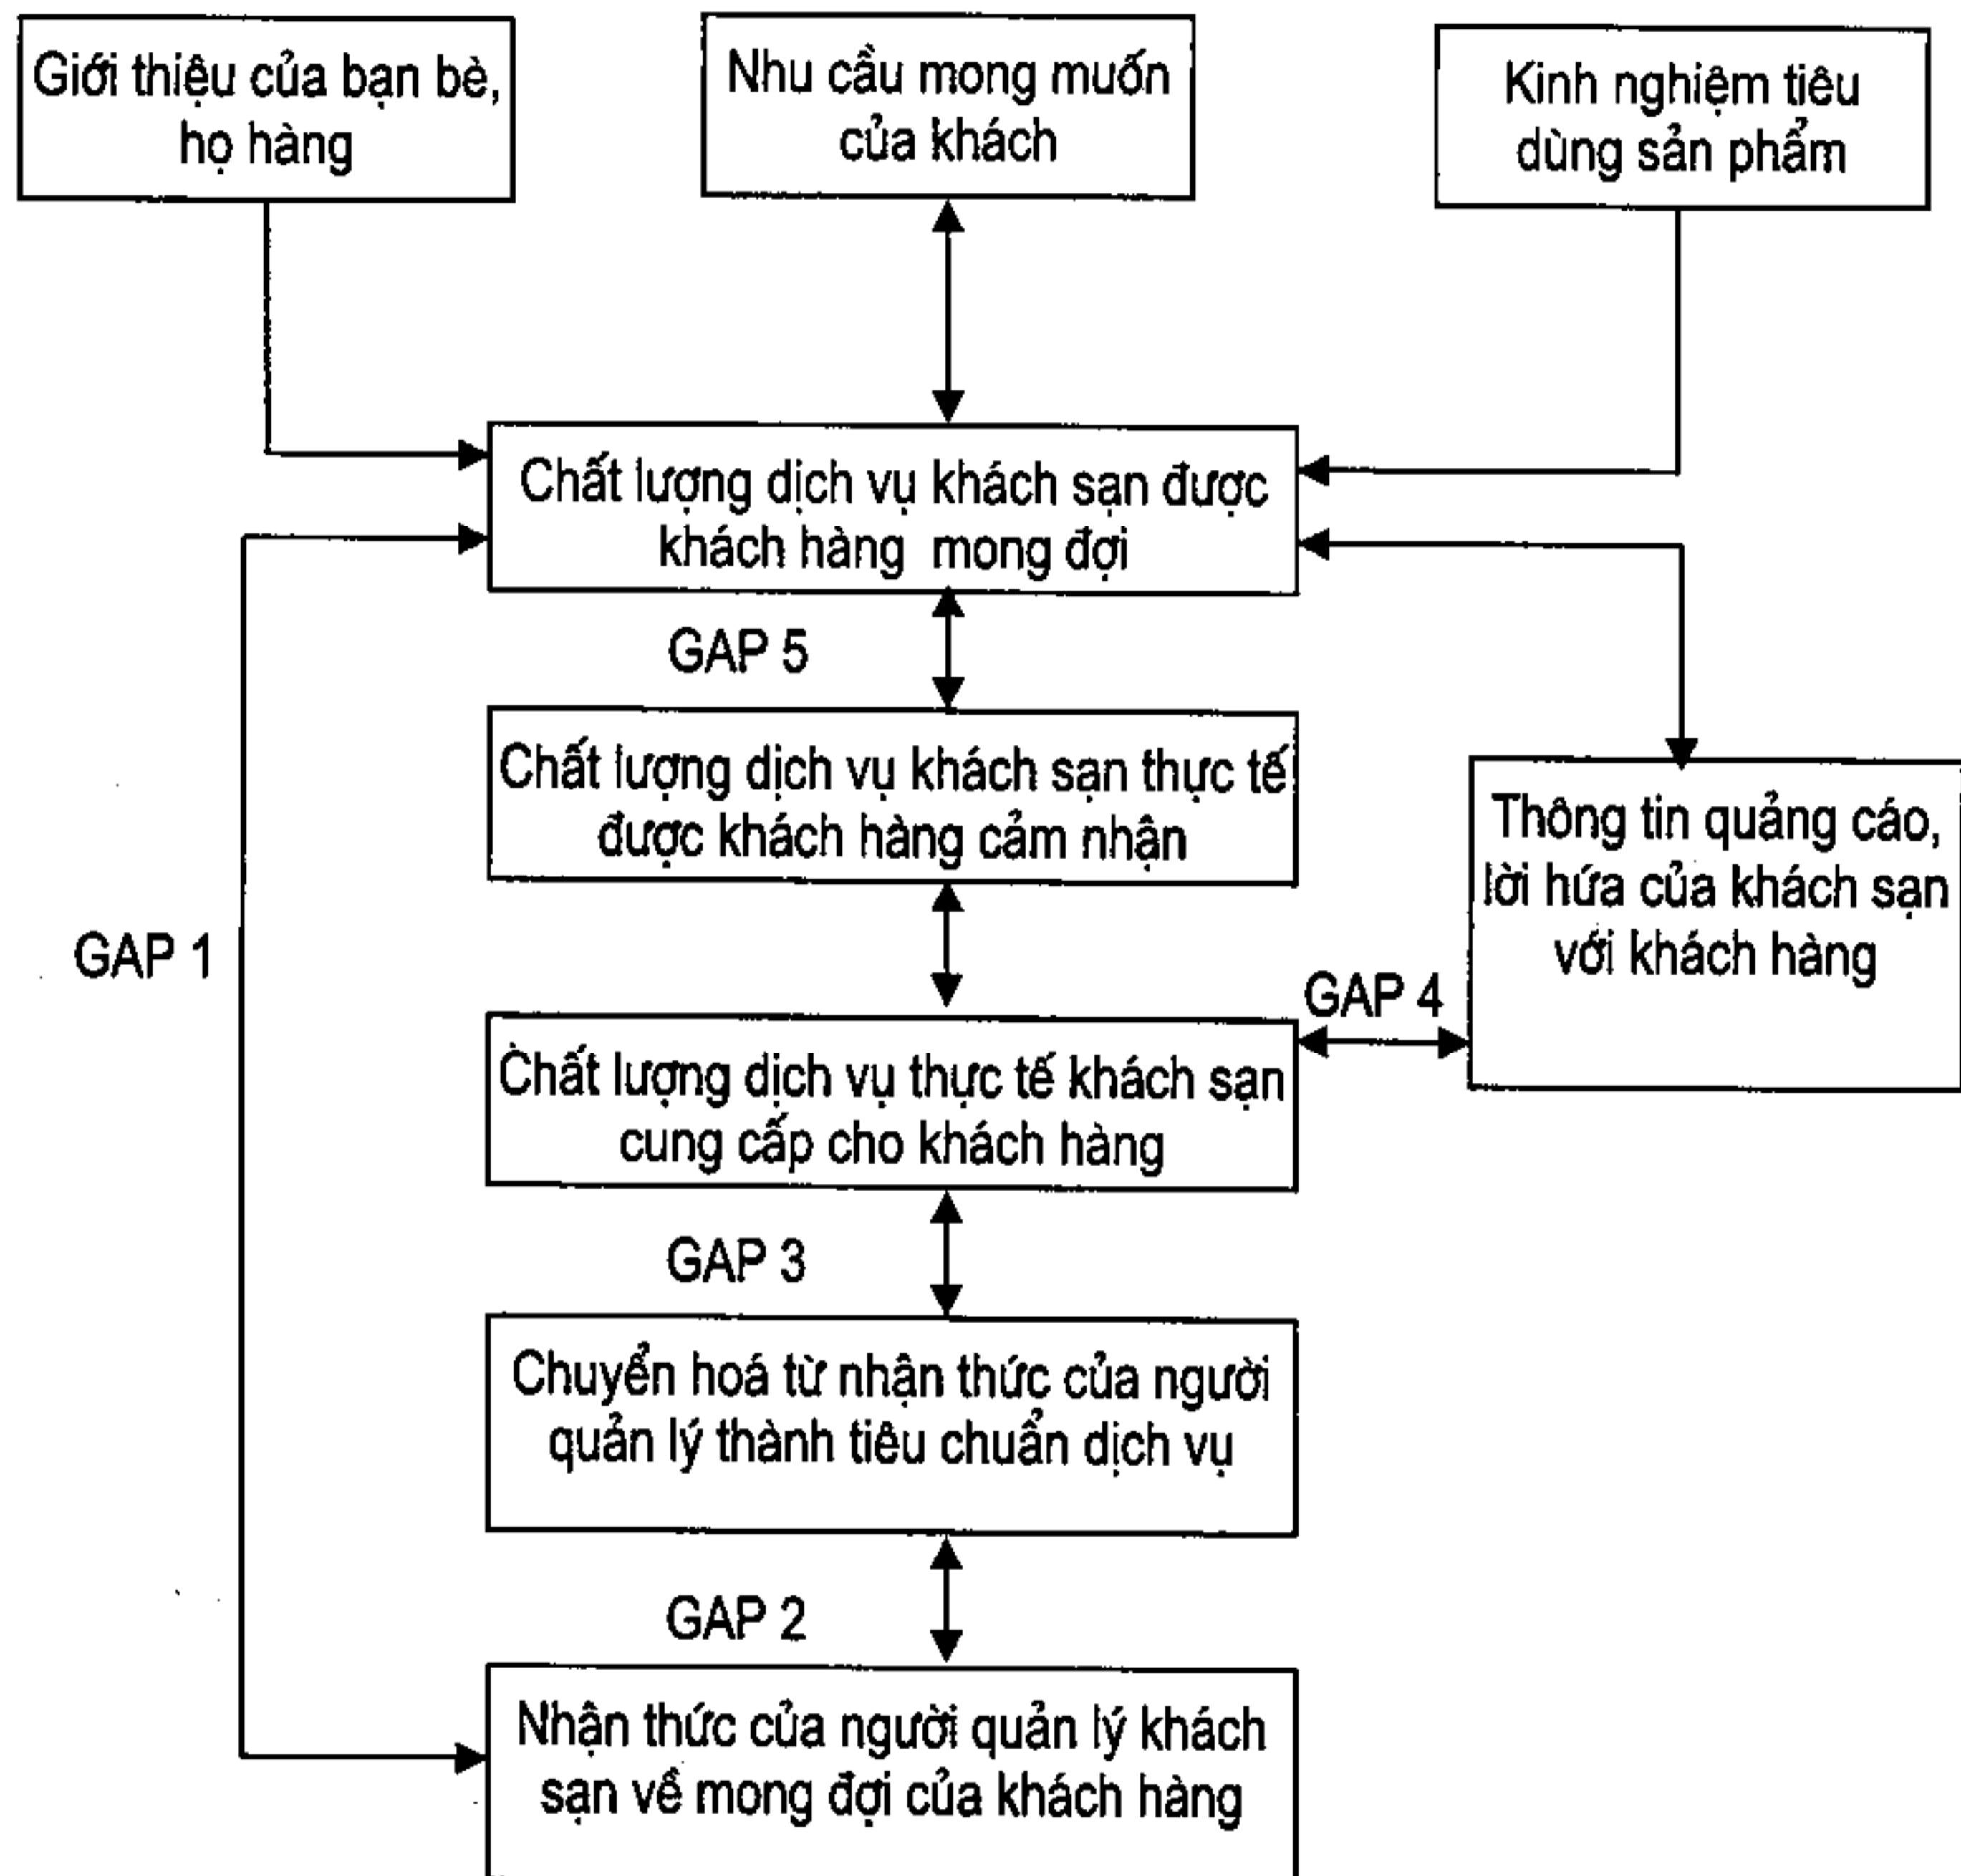 Giới thiệu của bạn bè,
họ hàng
Nhu cầu mong muốn
của khách
Kinh nghiệm tiêu
dùng sản phẩm
Chất lượng dịch vụ khách sạn được
khách hàng mong đợi
GAP 5
Chất lượng dịch vụ khách sạn thực tế
được khách hàng cảm nhận
Thông tin quảng cáo,
lời hứa của khách sạn
với khách hàng
GAP 1
GAP 4
Chất lượng dịch vụ thực tế khách sạn
cung cấp cho khách hàng
GAP 3
Chuyển hoá từ nhận thức của người
quản lý thành tiêu chuẩn dịch vụ
GAP 2
Nhận thức của người quản lý khách
sạn về mong đợi của khách hàng